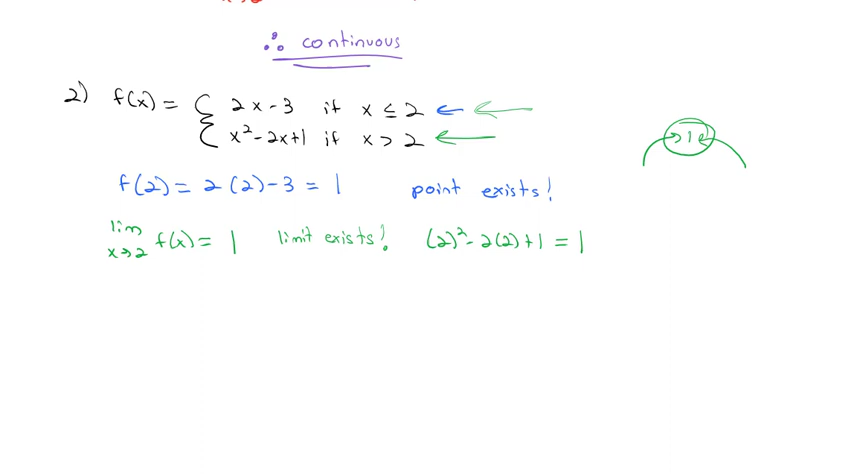 x→2
∴ continuous
2) f(x) = { 2x - 3 if x ≤ 2
x² - 2x + 1 if x > 2
→ 1 ←
f(2) = 2(2) - 3 = 1 point exists!
lim x→2 f(x) = 1 limit exists! (2)² - 2(2) + 1 = 1